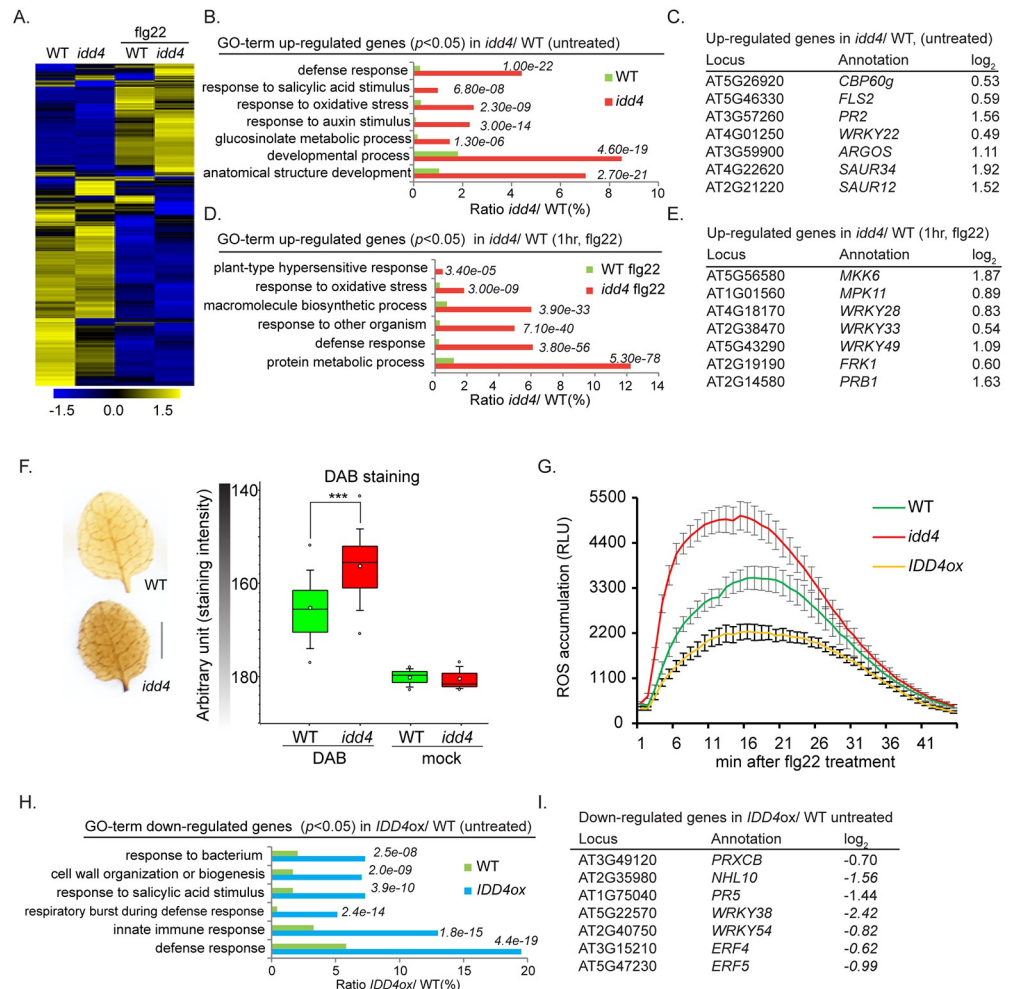 A.
flg22
WT idd4 WT idd4
-1.5 0.0 1.5
B.
GO-term up-regulated genes (p<0.05) in idd4/ WT (untreated)
defense response 1.00e-22
response to salicylic acid stimulus 6.80e-08
response to oxidative stress 2.30e-09
response to auxin stimulus 3.00e-14
glucosinolate metabolic process 1.30e-06
developmental process 4.60e-19
anatomical structure development 2.70e-21
WT
idd4
0 2 4 6 8 10
Ratio idd4/ WT(%)
C.
Up-regulated genes in idd4/ WT, (untreated)
Locus Annotation log2
AT5G26920 CBP60g 0.53
AT5G46330 FLS2 0.59
AT3G57260 PR2 1.56
AT4G01250 WRKY22 0.49
AT3G59900 ARGOS 1.11
AT4G22620 SAUR34 1.92
AT2G21220 SAUR12 1.52
D.
GO-term up-regulated genes (p<0.05) in idd4/ WT (1hr, flg22)
plant-type hypersensitive response 3.40e-05
response to oxidative stress 3.00e-09
macromolecule biosynthetic process 3.90e-33
response to other organism 7.10e-40
defense response 3.80e-56
protein metabolic process 5.30e-78
WT flg22
idd4 flg22
0 2 4 6 8 10 12 14
Ratio idd4/ WT(%)
E.
Up-regulated genes in idd4/ WT (1hr, flg22)
Locus Annotation log2
AT5G56580 MKK6 1.87
AT1G01560 MPK11 0.89
AT4G18170 WRKY28 0.83
AT2G38470 WRKY33 0.54
AT5G43290 WRKY49 1.09
AT2G19190 FRK1 0.60
AT2G14580 PRB1 1.63
F.
WT
idd4
DAB staining
Arbitrary unit (staining intensity)
140
160
180
***
WT idd4 WT idd4
DAB mock
G.
ROS accumulation (RLU)
5500
4400
3300
2200
1100
0
WT
idd4
IDD4ox
1 6 11 16 21 26 31 36 41
min after flg22 treatment
H.
GO-term down-regulated genes (p<0.05) in IDD4ox/ WT (untreated)
response to bacterium 2.5e-08
cell wall organization or biogenesis 2.0e-09
response to salicylic acid stimulus 3.9e-10
respiratory burst during defense response 2.4e-14
innate immune response 1.8e-15
defense response 4.4e-19
WT
IDD4ox
0 5 10 15 20
Ratio IDD4ox/ WT(%)
I.
Down-regulated genes in IDD4ox/ WT untreated
Locus Annotation log2
AT3G49120 PRXCB -0.70
AT2G35980 NHL10 -1.56
AT1G75040 PR5 -1.44
AT5G22570 WRKY38 -2.42
AT2G40750 WRKY54 -0.82
AT3G15210 ERF4 -0.62
AT5G47230 ERF5 -0.99